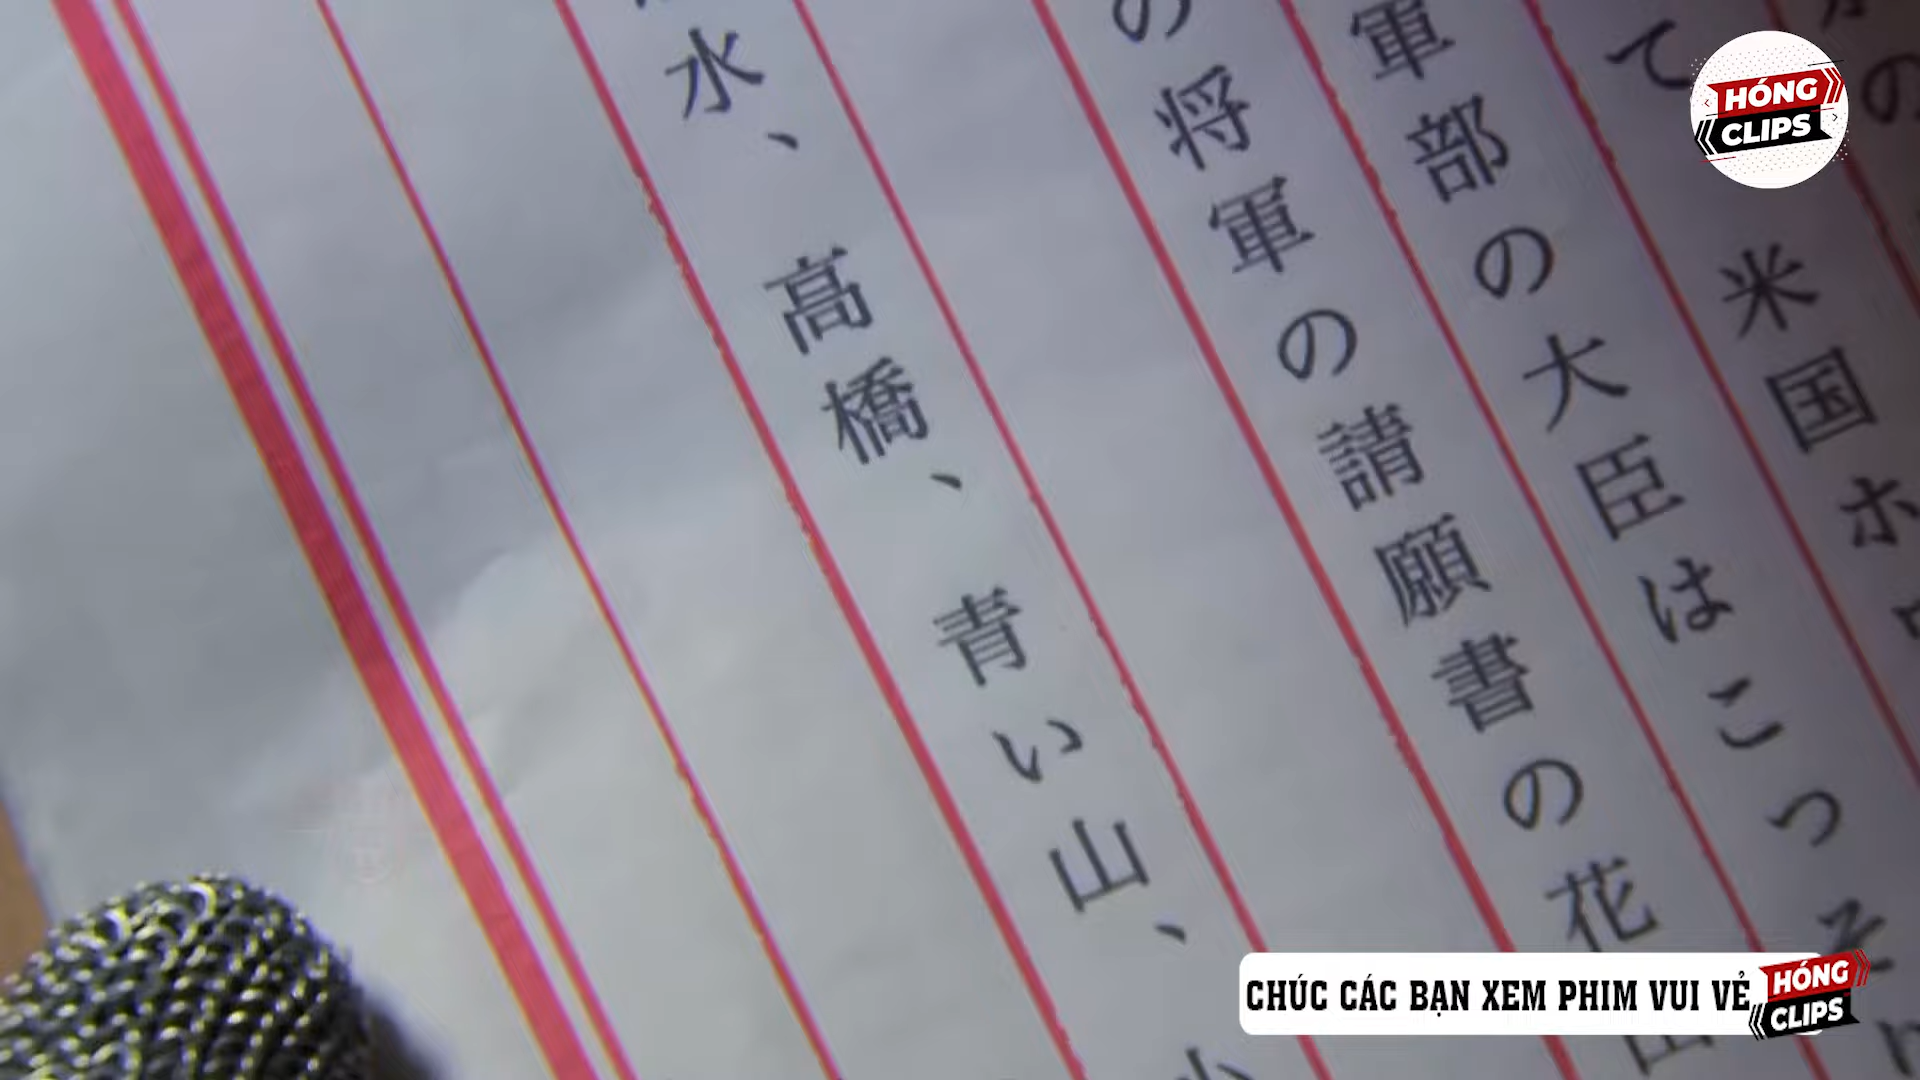 の
て 米国ホ
軍部の大臣はこっそ
の将軍の請願書の花
水、高橋、青い山、
HÓNG
CLIPS
CHÚC CÁC BẠN XEM PHIM VUI VẺ
HÓNG
CLIPS